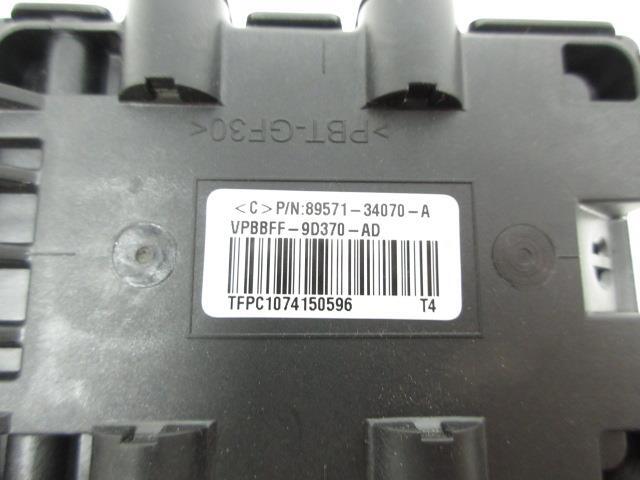 >PBT-GF30<
<C>P/N:89571-34070-A
VPBBFF-9D370-AD
TFPC1074150596 T4